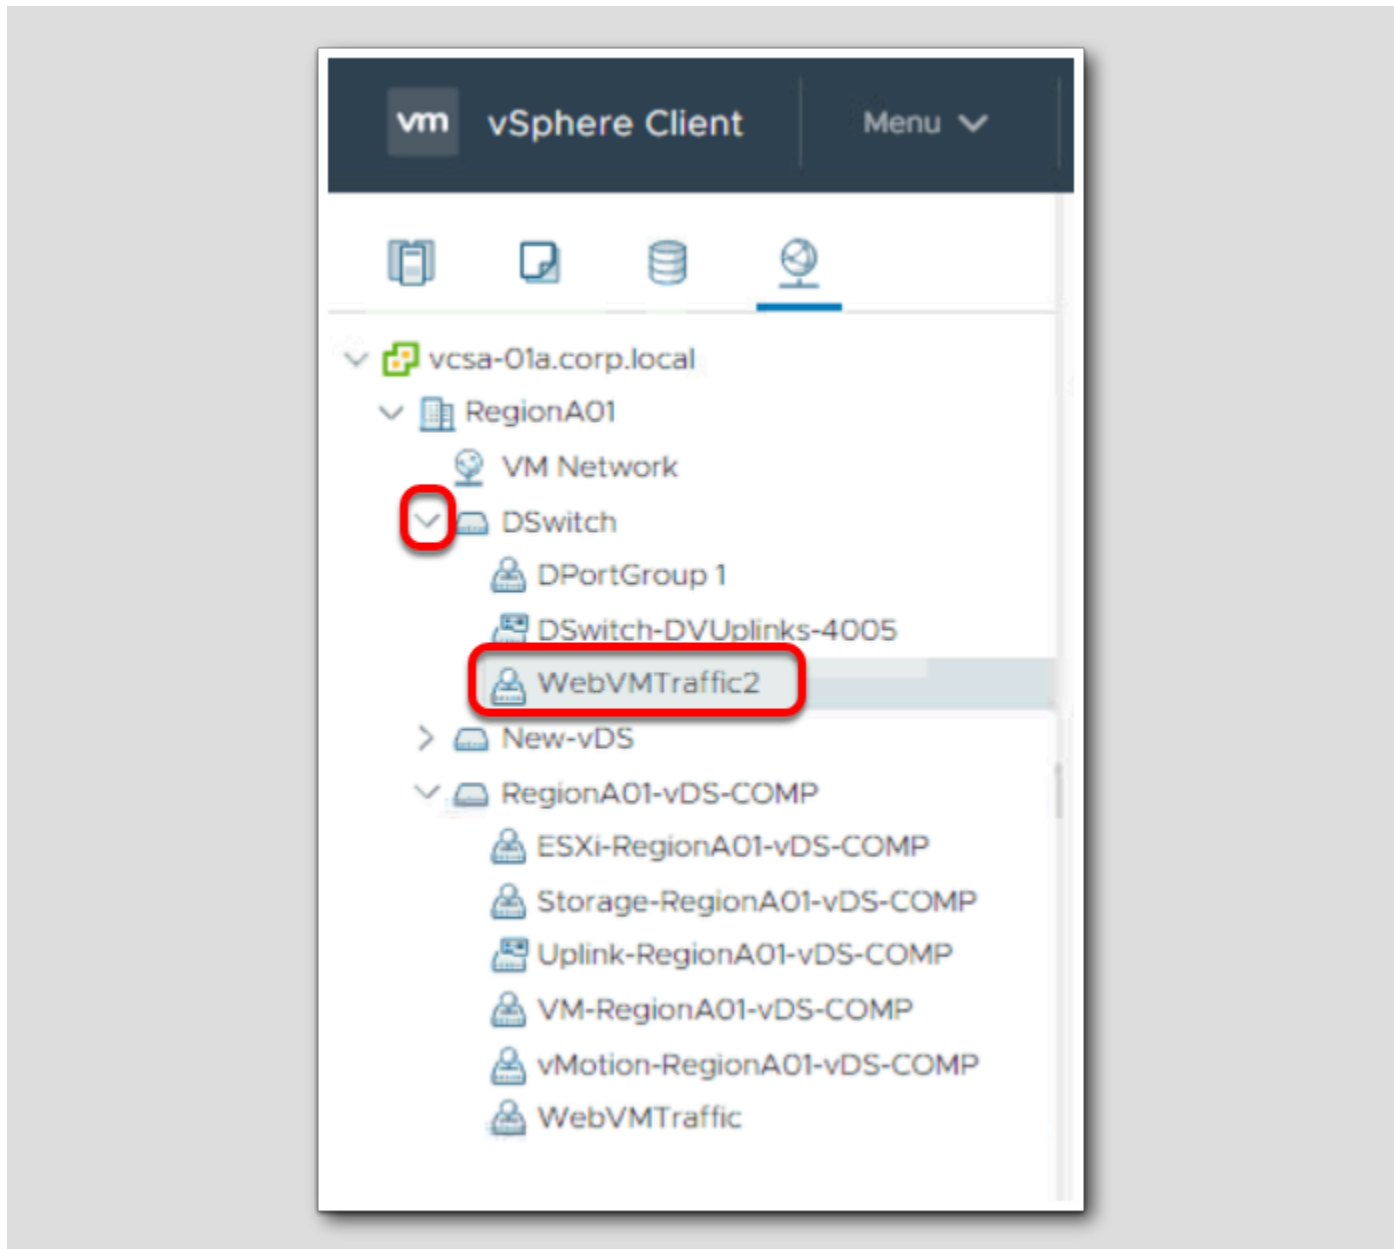 vm vSphere Client Menu
vcsa-01a.corp.local
RegionA01
VM Network
DSwitch
DPortGroup 1
DSwitch-DVUplinks-4005
WebVMTraffic2
New-vDS
RegionA01-vDS-COMP
ESXi-RegionA01-vDS-COMP
Storage-RegionA01-vDS-COMP
Uplink-RegionA01-vDS-COMP
VM-RegionA01-vDS-COMP
vMotion-RegionA01-vDS-COMP
WebVMTraffic